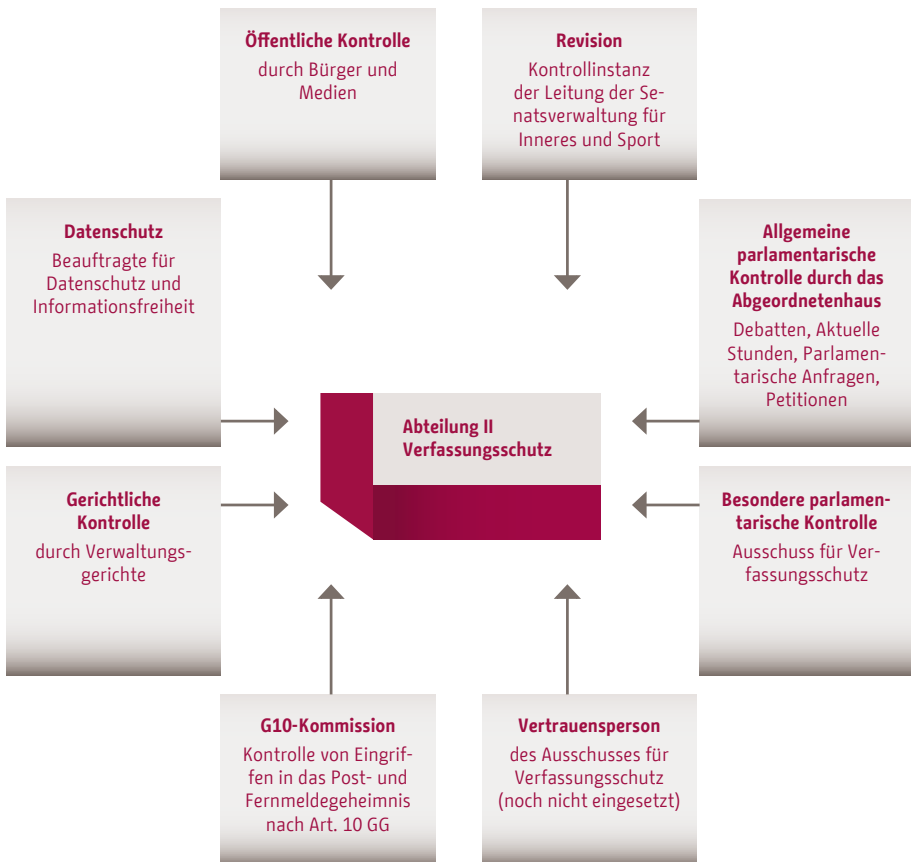 Öffentliche Kontrolle
durch Bürger und
Medien
Revision
Kontrollinstanz
der Leitung der Se-
natsverwaltung für
Inneres und Sport
Datenschutz
Beauftragte für
Datenschutz und
Informationsfreiheit
Allgemeine
parlamentarische
Kontrolle durch das
Abgeordnetenhaus
Debatten, Aktuelle
Stunden, Parlamen-
tarische Anfragen,
Petitionen
Abteilung II
Verfassungsschutz
Gerichtliche
Kontrolle
durch Verwaltungs-
gerichte
Besondere parlamen-
tarische Kontrolle
Ausschuss für Ver-
fassungsschutz
G10-Kommission
Kontrolle von Eingrif-
fen in das Post- und
Fernmeldegeheimnis
nach Art. 10 GG
Vertrauensperson
des Ausschusses für
Verfassungsschutz
(noch nicht eingesetzt)